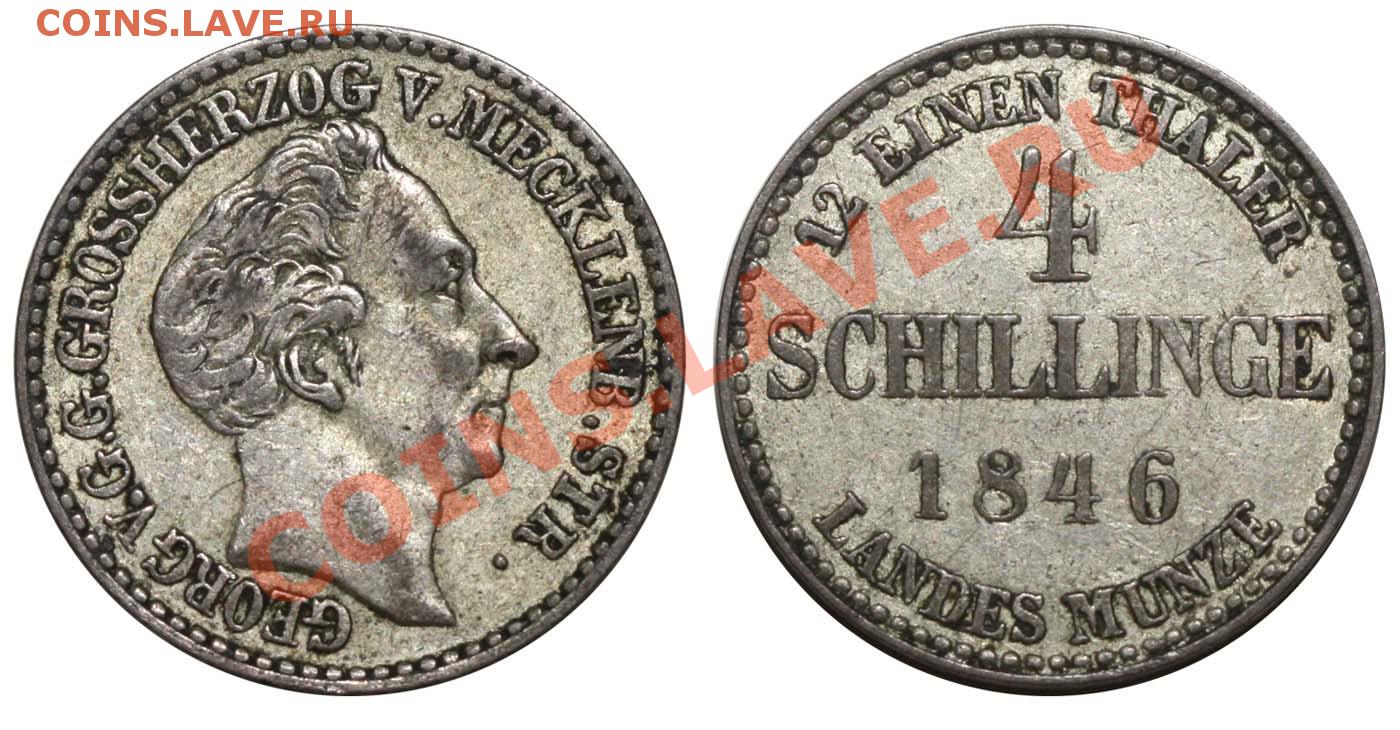 COINS.LAVE.RU
GEORG V.G.G.GROSSHERZOG V.MECKLENB.STR.
12 EINEN THALER
4
SCHILLINGE
1846
LANDES MUNZE
COINS.LAVE.RU